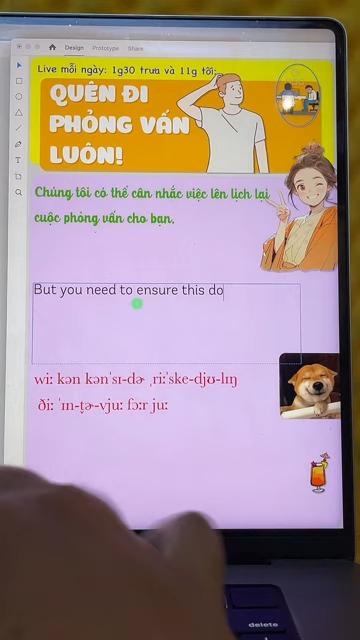 Design Prototype Share
Live mỗi ngày: 1g30 trưa và 11g tối;
QUÊN ĐI
PHỎNG VẤN
LUÔN!
Chúng tôi có thể cân nhắc việc lên lịch lại
cuộc phỏng vấn cho bạn.
But you need to ensure this do
wiː kən kənˈsɪ-dɚ ˌriːˈske-djʊ-lɪŋ
ðiː ˈɪn-t̬ɚ-vjuː fɔːr juː
delete